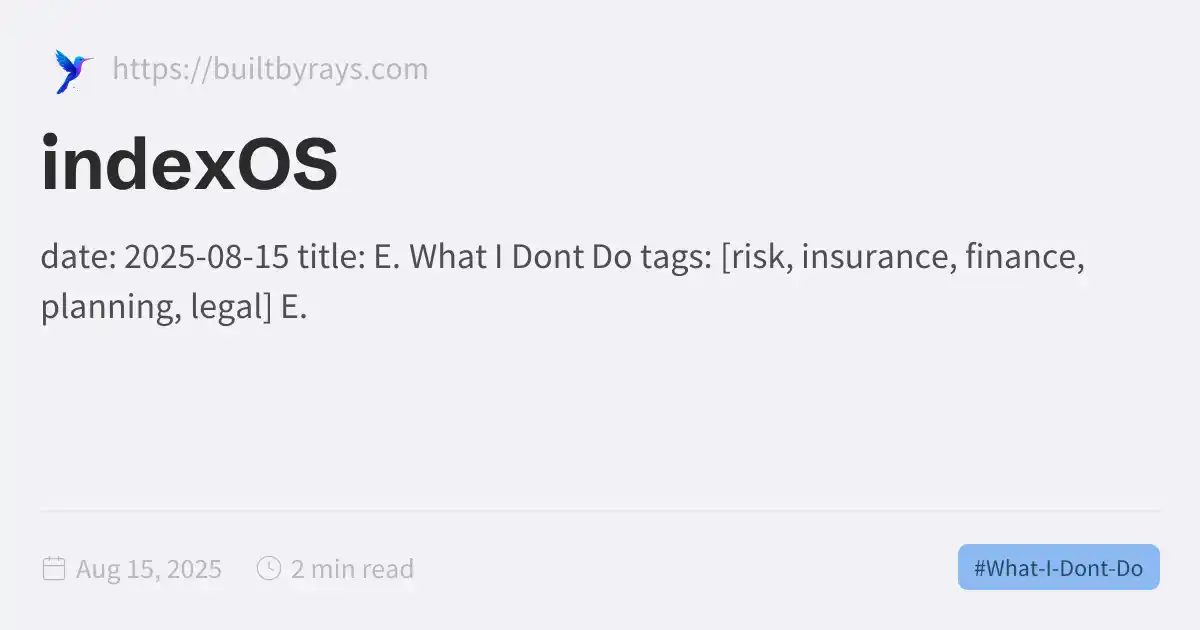 https://builtbyrays.com
indexOS
date: 2025-08-15 title: E. What I Dont Do tags: [risk, insurance, finance,
planning, legal] E.
Aug 15, 2025
2 min read
#What-I-Dont-Do